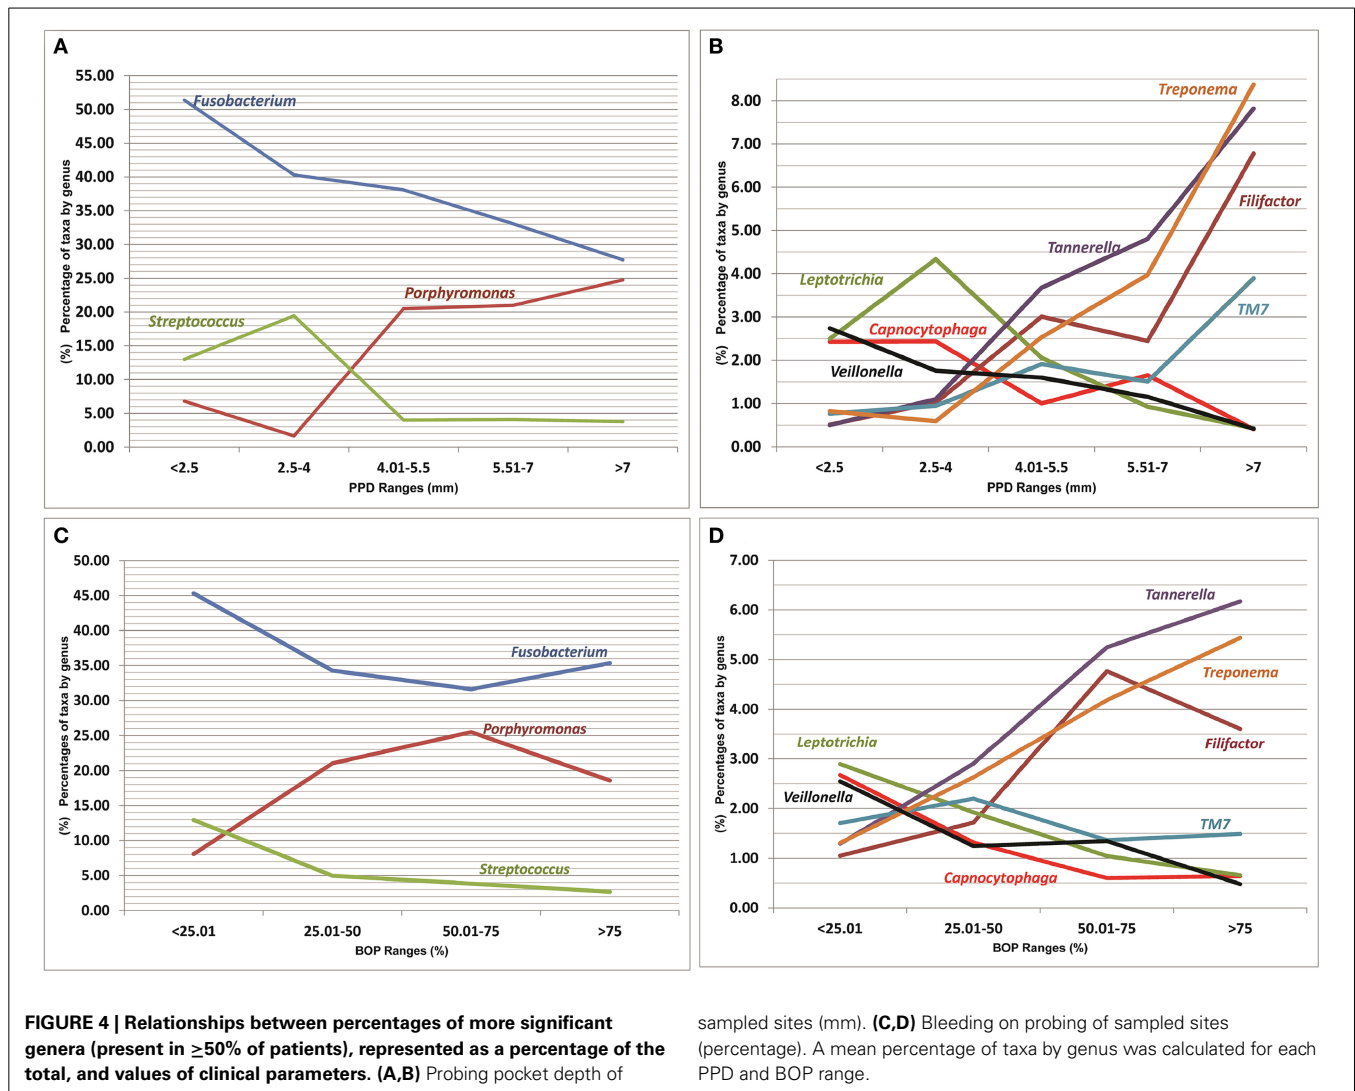 A
55.00
50.00
45.00
40.00
35.00
30.00
25.00
20.00
15.00
10.00
5.00
0.00
(%) Percentage of taxa by genus
Fusobacterium
Porphyromonas
Streptococcus
<2.5 2.5-4 4.01-5.5 5.51-7 >7
PPD Ranges (mm)
B
8.00
7.00
6.00
5.00
4.00
3.00
2.00
1.00
0.00
(%) Percentage of taxa by genus
Treponema
Filifactor
Tannerella
Leptotrichia
TM7
Capnocytophaga
Veillonella
<2.5 2.5-4 4.01-5.5 5.51-7 >7
PPD Ranges (mm)
C
50.00
45.00
40.00
35.00
30.00
25.00
20.00
15.00
10.00
5.00
0.00
(%) Percentages of taxa by genus
Fusobacterium
Porphyromonas
Streptococcus
<25.01 25.01-50 50.01-75 >75
BOP Ranges (%)
D
7.00
6.00
5.00
4.00
3.00
2.00
1.00
0.00
(%) Percentages of taxa by genus
Tannerella
Treponema
Filifactor
Leptotrichia
Veillonella
TM7
Capnocytophaga
<25.01 25.01-50 50.01-75 >75
BOP Ranges (%)
FIGURE 4 | Relationships between percentages of more significant
genera (present in ≥50% of patients), represented as a percentage of the
total, and values of clinical parameters. (A,B) Probing pocket depth of
sampled sites (mm). (C,D) Bleeding on probing of sampled sites
(percentage). A mean percentage of taxa by genus was calculated for each
PPD and BOP range.